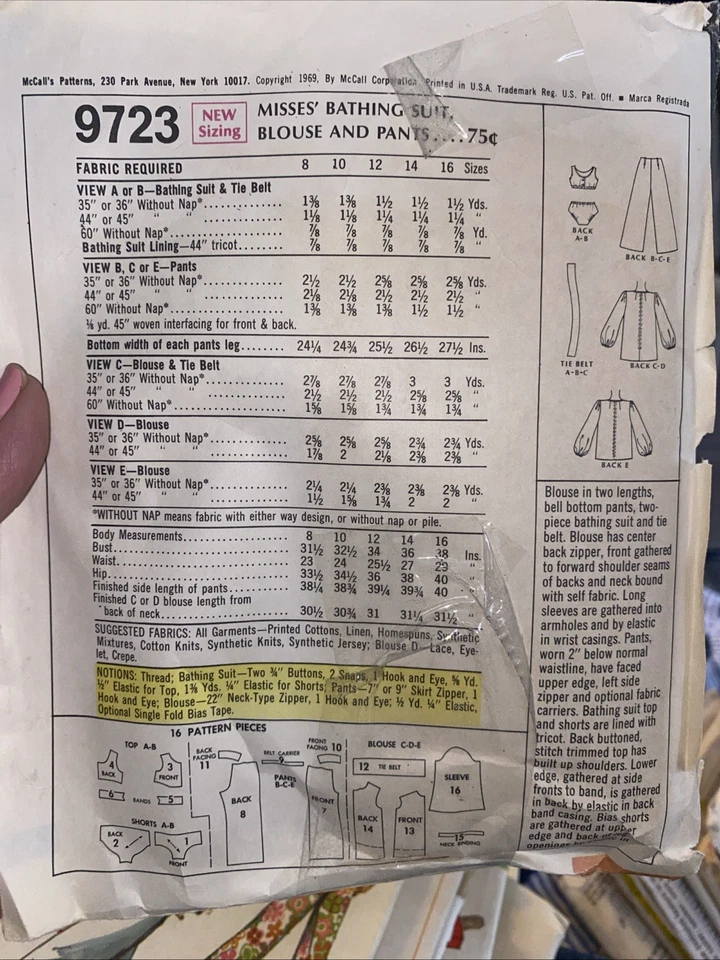 McCall's Patterns, 230 Park Avenue, New York 10017. Copyright 1969, By McCall Corporation Printed in U.S.A. Trademark Reg. U.S. Pat. Off. ■ Marca Registrada
9723 NEW Sizing MISSES' BATHING SUIT, BLOUSE AND PANTS....75¢
FABRIC REQUIRED 8 10 12 14 16 Sizes
VIEW A or B—Bathing Suit & Tie Belt
35" or 36" Without Nap* 1⅜ 1⅜ 1½ 1½ 1½ Yds.
44" or 45" " " 1⅛ 1⅛ 1¼ 1¼ 1¼ "
60" Without Nap* ⅞ ⅞ ⅞ ⅞ ⅞ Yd.
Bathing Suit Lining—44" tricot ⅞ ⅞ ⅞ ⅞ ⅞ "
VIEW B, C or E—Pants
35" or 36" Without Nap* 2½ 2½ 2⅝ 2⅝ 2⅝ Yds.
44" or 45" " " 2⅛ 2⅛ 2½ 2½ 2½ "
60" Without Nap* 1⅜ 1⅜ 1⅜ 1½ 1½ "
⅛ yd. 45" woven interfacing for front & back.
Bottom width of each pants leg 24¼ 24¾ 25½ 26½ 27½ Ins.
VIEW C—Blouse & Tie Belt
35" or 36" Without Nap* 2⅞ 2⅞ 2⅞ 3 3 Yds.
44" or 45" " " 2½ 2½ 2½ 2⅝ 2⅝ "
60" Without Nap* 1⅝ 1⅝ 1¾ 1¾ 1¾ "
VIEW D—Blouse
35" or 36" Without Nap* 2⅝ 2⅝ 2⅝ 2¾ 2¾ Yds.
44" or 45" " " 1⅞ 2 2⅛ 2⅜ 2⅜ "
VIEW E—Blouse
35" or 36" Without Nap* 2¼ 2¼ 2⅜ 2⅜ 2⅜ Yds.
44" or 45" " " 1½ 1⅝ 1¾ 2 2 "
*WITHOUT NAP means fabric with either way design, or without nap or pile.
Body Measurements 8 10 12 14 16
Bust 31½ 32½ 34 36 38 Ins.
Waist 23 24 25½ 27 29 "
Hip 33½ 34½ 36 38 40 "
Finished side length of pants 38¼ 38¾ 39¼ 39¾ 40 "
Finished C or D blouse length from
back of neck 30½ 30¾ 31 31¼ 31½ "
SUGGESTED FABRICS: All Garments—Printed Cottons, Linen, Homespuns, Synthetic
Mixtures, Cotton Knits, Synthetic Knits, Synthetic Jersey; Blouse D—Lace, Eye-
let, Crepe.
NOTIONS: Thread; Bathing Suit—Two ¾" Buttons, 2 Snaps, 1 Hook and Eye, ⅝ Yd.
½" Elastic for Top, 1⅜ Yds. ¼" Elastic for Shorts; Pants—7" or 9" Skirt Zipper, 1
Hook and Eye; Blouse—22" Neck-Type Zipper, 1 Hook and Eye; ½ Yd. ¼" Elastic,
Optional Single Fold Bias Tape.
16 PATTERN PIECES
TOP A-B
4 BACK
3 FRONT
6 BANDS 5
SHORTS A-B
BACK 2
1 FRONT
BACK FACING 11
BELT CARRIER 9
FRONT FACING 10
BACK 8
PANTS B-C-E
FRONT 7
BLOUSE C-D-E
12 TIE BELT
BACK 14
FRONT 13
SLEEVE 16
15 NECK BINDING
BACK A-B
BACK B-C-E
TIE BELT A-B-C
BACK C-D
BACK E
Blouse in two lengths,
bell bottom pants, two-
piece bathing suit and tie
belt. Blouse has center
back zipper, front gathered
to forward shoulder seams
of backs and neck bound
with self fabric. Long
sleeves are gathered into
armholes and by elastic
in wrist casings. Pants,
worn 2" below normal
waistline, have faced
upper edge, left side
zipper and optional fabric
carriers. Bathing suit top
and shorts are lined with
tricot. Back buttoned,
stitch trimmed top has
built up shoulders. Lower
edge, gathered at side
fronts to band, is gathered
in back by elastic in back
band casing. Bias shorts
are gathered at upper
edge and back
openings